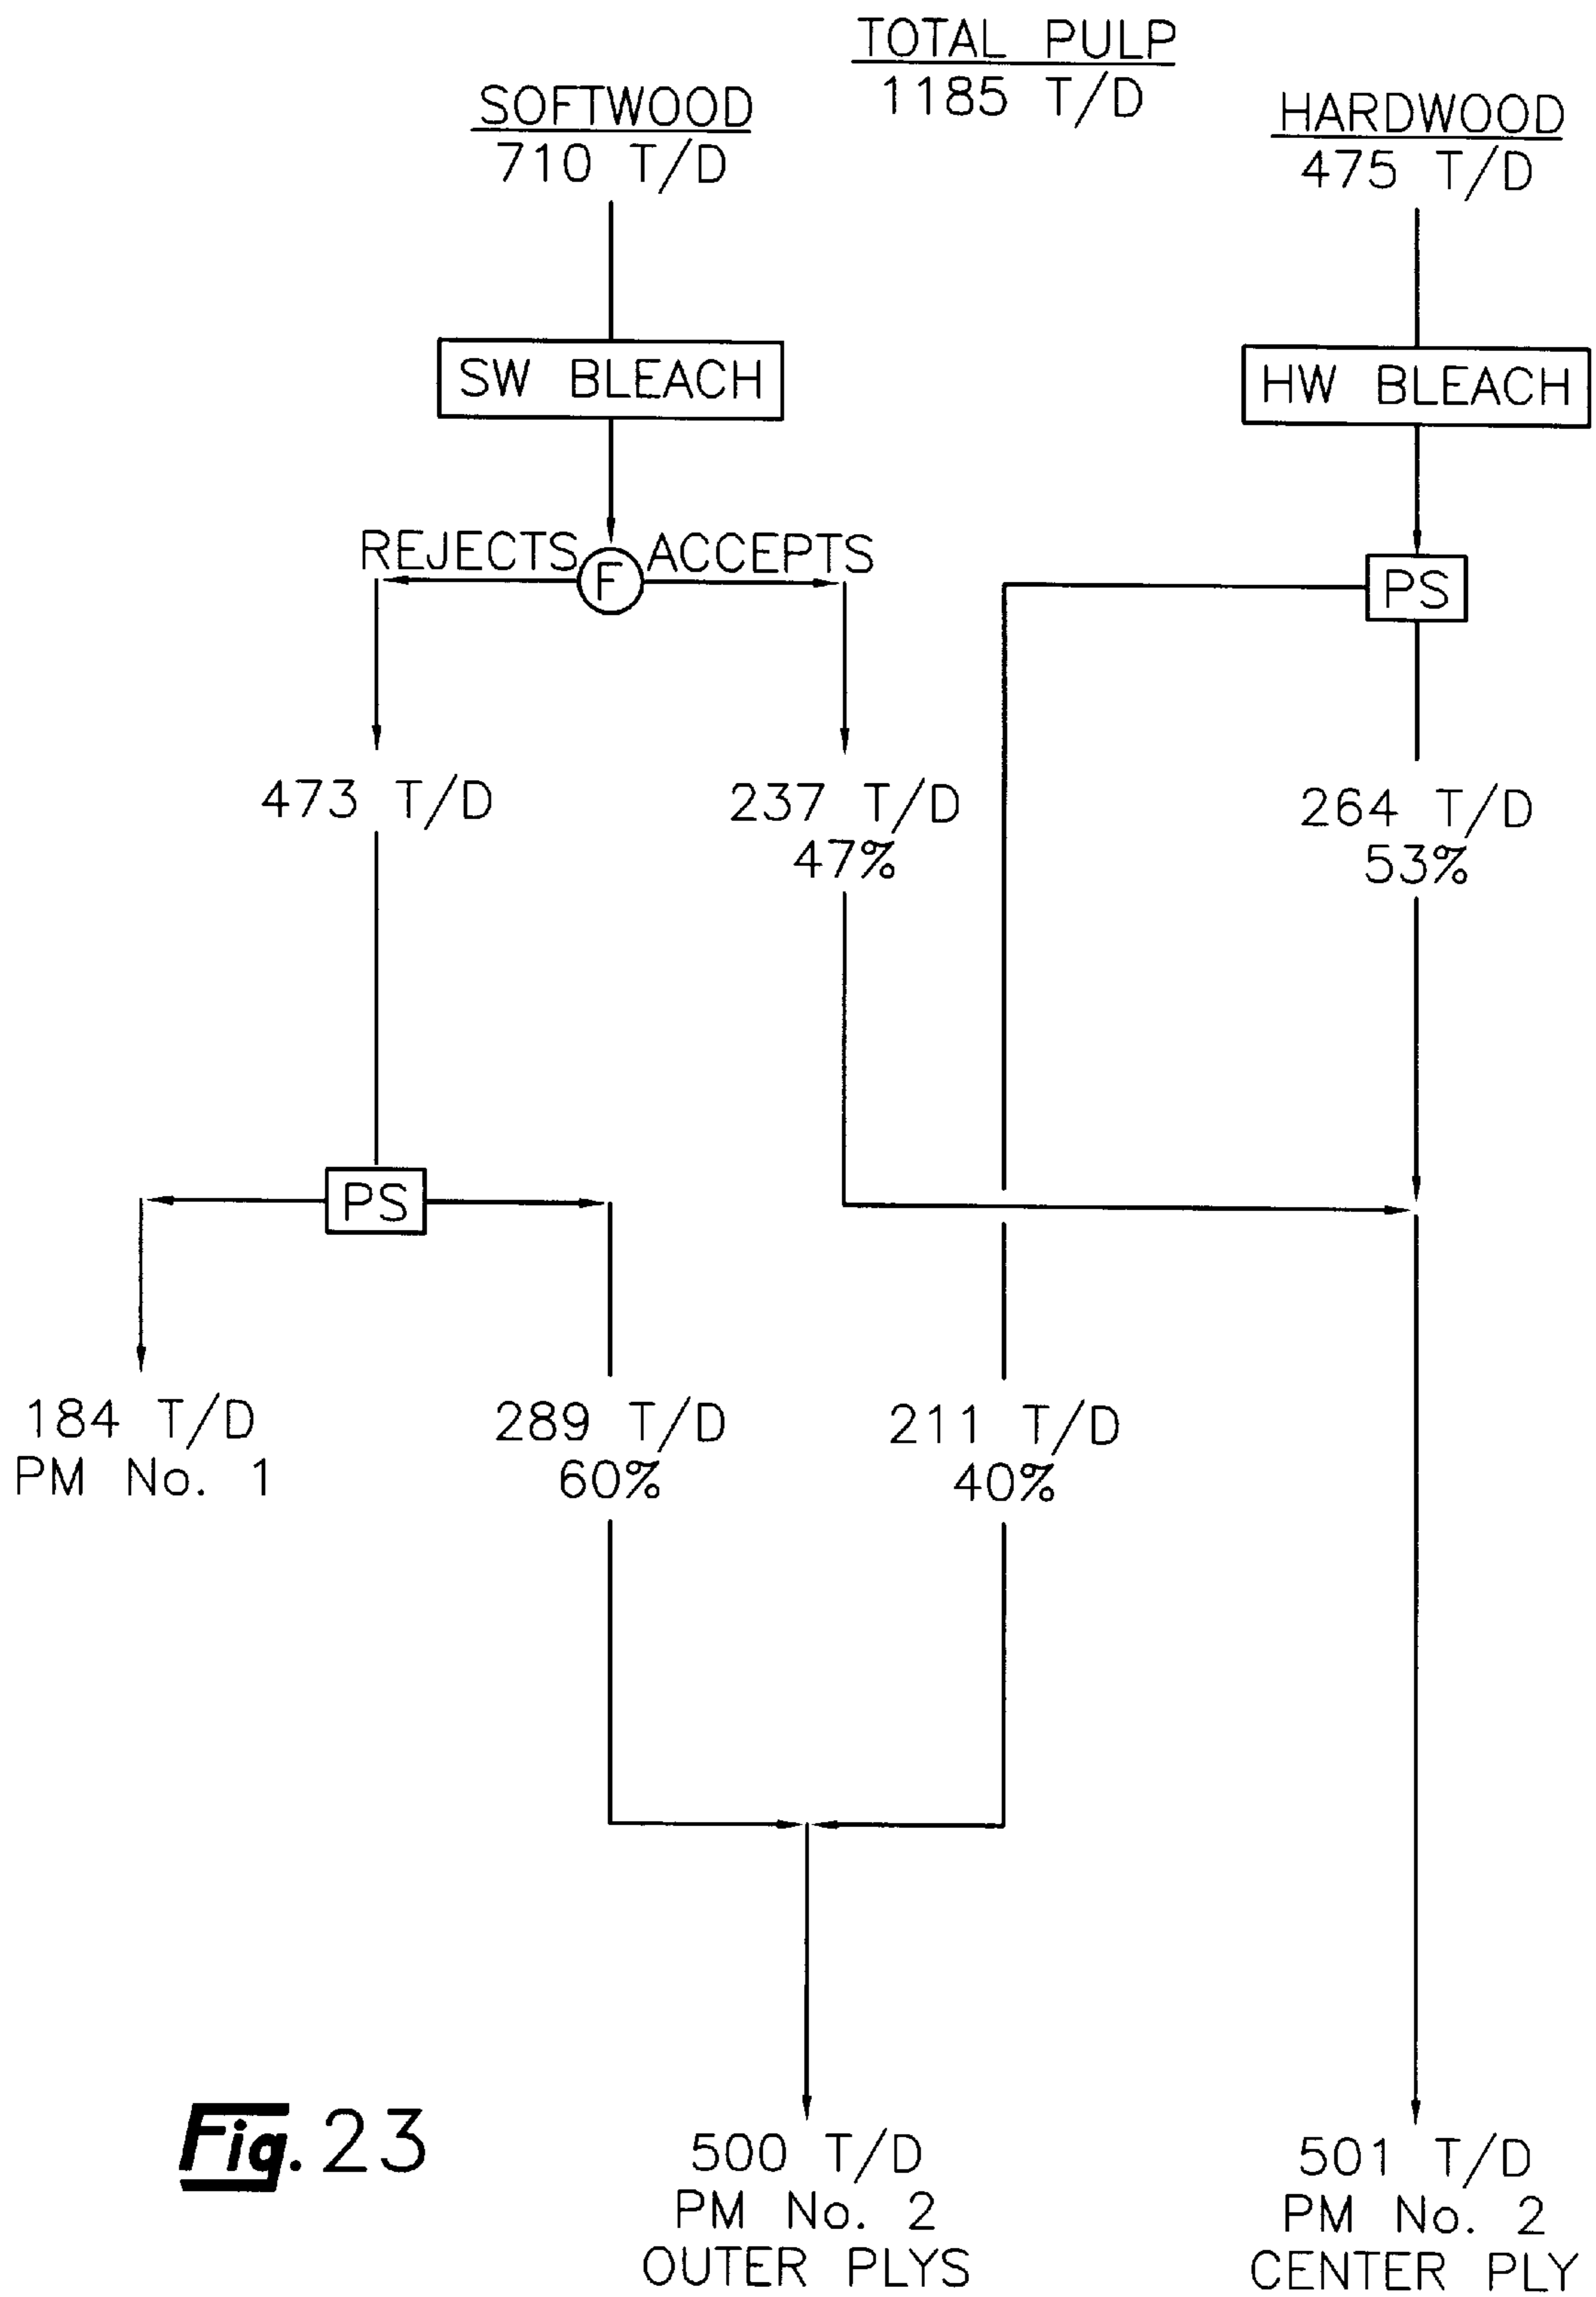 TOTAL PULP
1185 T/D
SOFTWOOD
710 T/D
HARDWOOD
475 T/D
SW BLEACH
HW BLEACH
REJECTS
F
ACCEPTS
PS
473 T/D
237 T/D
47%
264 T/D
53%
PS
184 T/D
PM No. 1
289 T/D
60%
211 T/D
40%
500 T/D
PM No. 2
OUTER PLYS
501 T/D
PM No. 2
CENTER PLY
Fig. 23